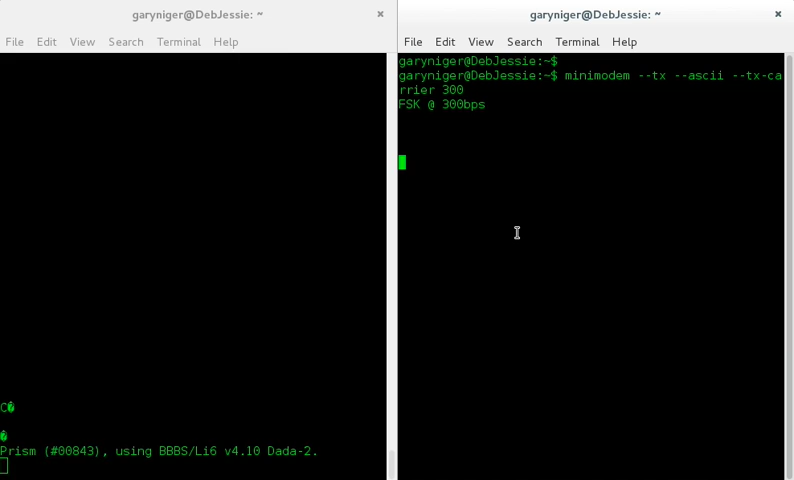 garyniger@DebJessie: ~ ×
File Edit View Search Terminal Help
C�
�
Prism (#00843), using BBBS/Li6 v4.10 Dada-2.
garyniger@DebJessie: ~ ×
File Edit View Search Terminal Help
garyniger@DebJessie:~$
garyniger@DebJessie:~$ minimodem --tx --ascii --tx-ca
rrier 300
FSK @ 300bps